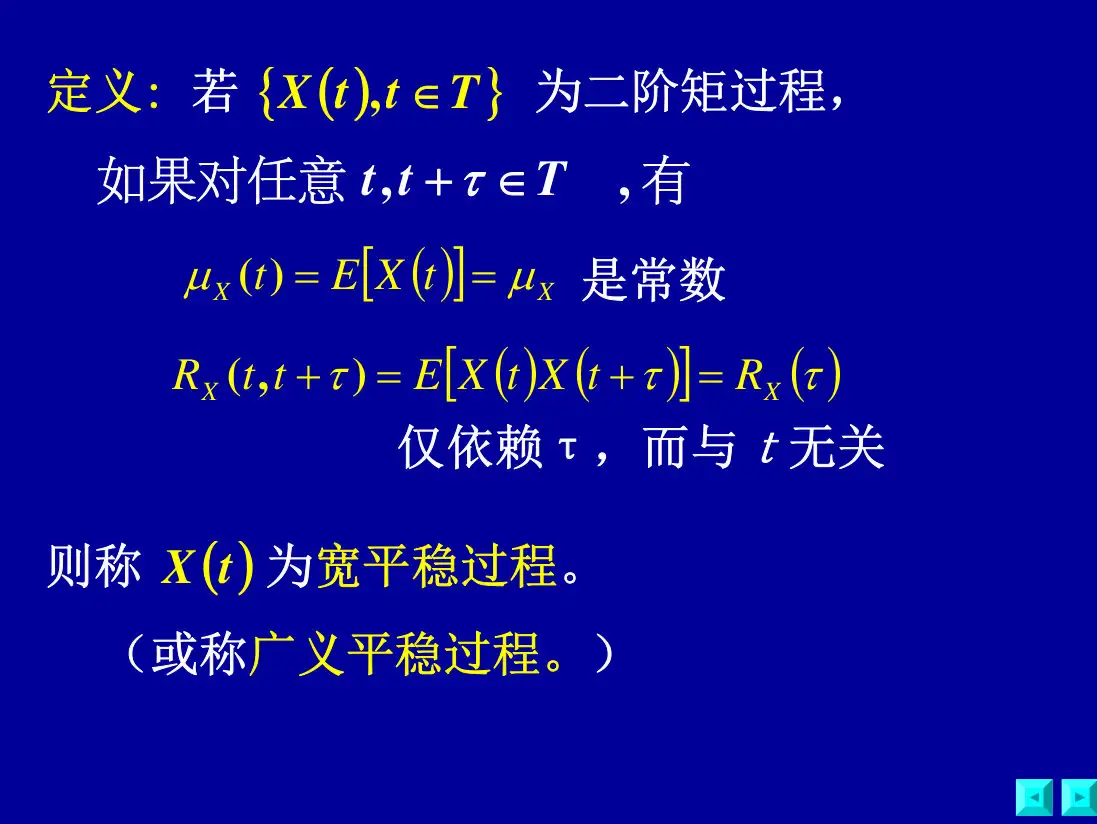 定义：若 {X(t),t∈T} 为二阶矩过程，
如果对任意 t,t+τ∈T ,有
μ_X(t)=E[X(t)]=μ_X 是常数
R_X(t,t+τ)=E[X(t)X(t+τ)]=R_X(τ)
仅依赖τ，而与 t 无关
则称 X(t) 为宽平稳过程。
（或称广义平稳过程。）